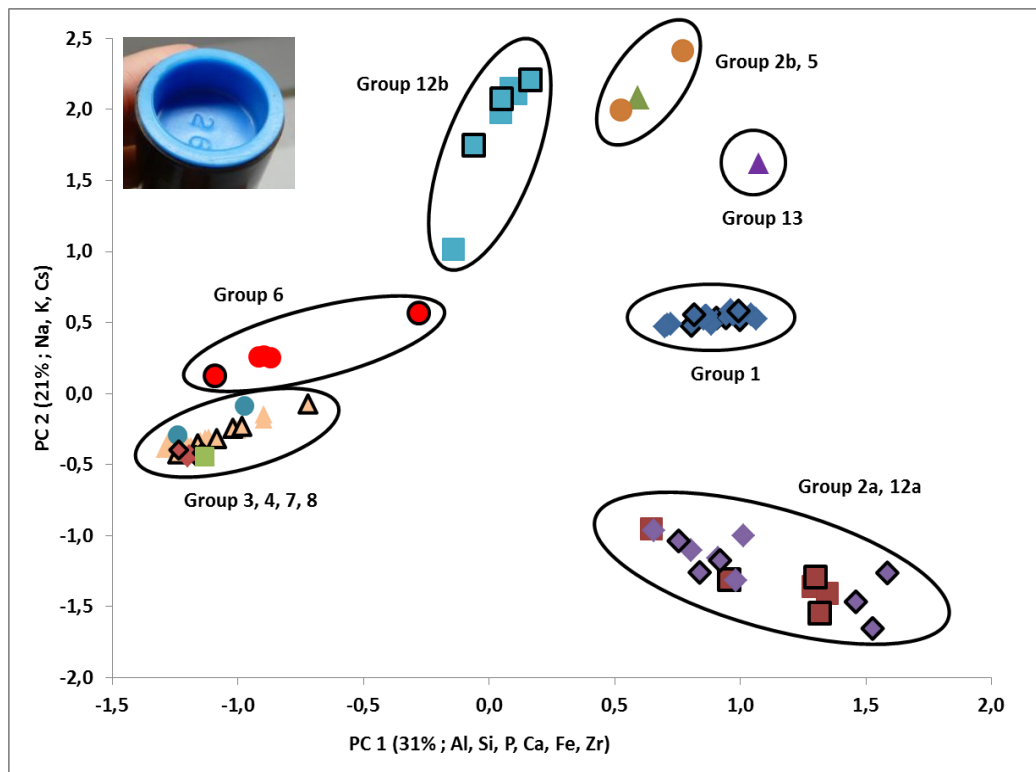 2,5
2,0
1,5
1,0
0,5
0,0
-0,5
-1,0
-1,5
-2,0
PC 2 (21% ; Na, K, Cs)
26
Group 12b
Group 2b, 5
Group 13
Group 6
Group 1
Group 3, 4, 7, 8
Group 2a, 12a
-1,5 -1,0 -0,5 0,0 0,5 1,0 1,5 2,0
PC 1 (31% ; Al, Si, P, Ca, Fe, Zr)